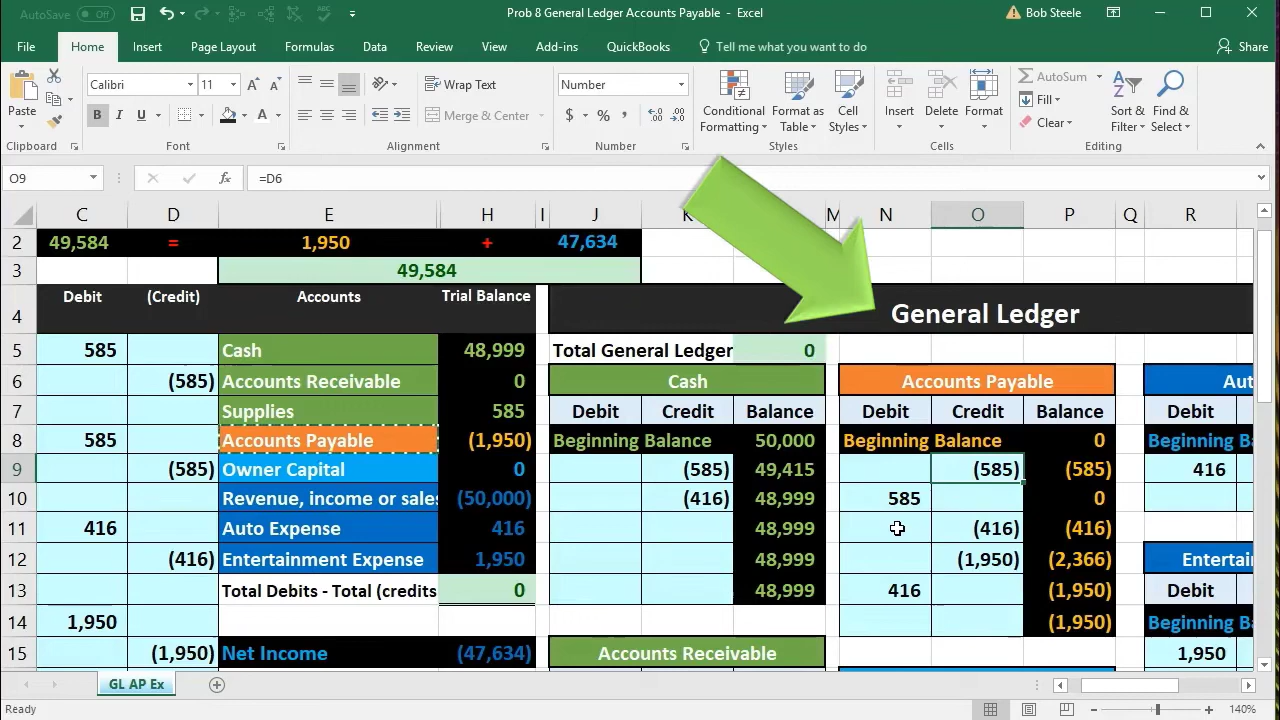 AutoSave Off Prob 8 General Ledger Accounts Payable - Excel Bob Steele
File Home Insert Page Layout Formulas Data Review View Add-ins QuickBooks Tell me what you want to do Share
Paste Calibri 11 A A Wrap Text Number Conditional Formatting Format as Table Cell Styles Insert Delete Format AutoSum Fill Clear Sort & Filter Find & Select
B I U A Merge & Center $ % ,
Clipboard Font Alignment Number Styles Cells Editing
O9 fx =D6
C D E H I J K M N O P Q R
2 49,584 = 1,950 + 47,634
3 49,584
4 Debit (Credit) Accounts Trial Balance General Ledger
5 585 Cash 48,999 Total General Ledger 0
6 (585) Accounts Receivable 0 Cash Accounts Payable Aut
7 Supplies 585 Debit Credit Balance Debit Credit Balance Debit
8 585 Accounts Payable (1,950) Beginning Balance 50,000 Beginning Balance 0 Beginning Ba
9 (585) Owner Capital 0 (585) 49,415 (585) (585) 416
10 Revenue, income or sales (50,000) (416) 48,999 585 0
11 416 Auto Expense 416 48,999 (416) (416)
12 (416) Entertainment Expense 1,950 48,999 (1,950) (2,366) Entertai
13 Total Debits - Total (credits 0 48,999 416 (1,950) Debit
14 1,950 (1,950) Beginning Ba
15 (1,950) Net Income (47,634) Accounts Receivable 1,950
GL AP Ex
Ready 140%